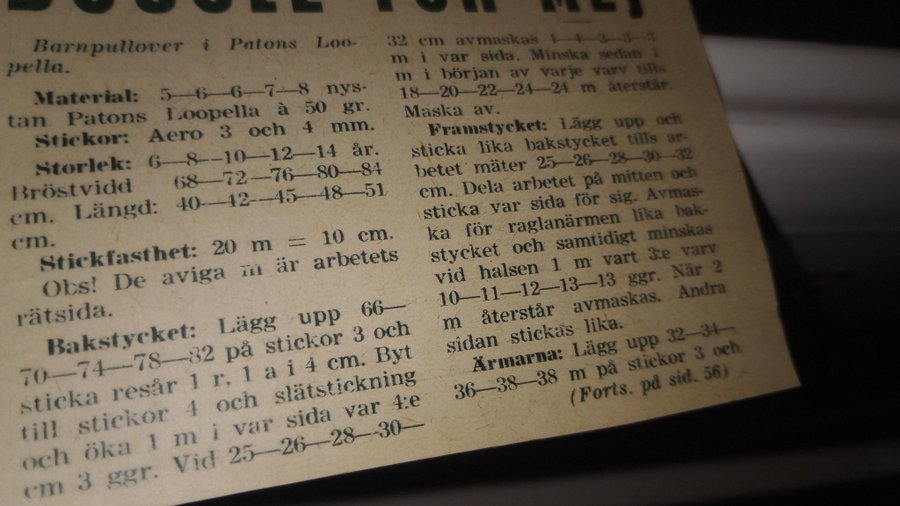 FÖR MEJ
Barnpullover i Patons Loo-
pella.
Material: 5—6—6—7—8 nys-
tan Patons Loopella à 50 gr.
Stickor: Aero 3 och 4 mm.
Storlek: 6—8—10—12—14 år.
Bröstvidd 68—72—76—80—84
cm. Längd: 40—42—45—48—51
cm.
Stickfasthet: 20 m = 10 cm.
Obs! De aviga m är arbetets
rätsida.
Bakstycket: Lägg upp 66—
70—74—78—82 på stickor 3 och
sticka resår 1 r, 1 a i 4 cm. Byt
till stickor 4 och slätstickning
och öka 1 m i var sida var 4:e
cm 3 ggr. Vid 25—26—28—30—
32 cm avmaskas
m i var sida. Minska sedan 1
m i början av varje varv tills
18—20—22—24—24 m återstår.
Maska av.
Framstycket: Lägg upp och
sticka lika bakstycket tills ar-
betet mäter 25—26—28—30—32
cm. Dela arbetet på mitten och
sticka var sida för sig. Avmas-
ka för raglanärmen lika bak-
stycket och samtidigt minskas
vid halsen 1 m vart 3:e varv
10—11—12—13—13 ggr. När 2
m återstår avmaskas. Andra
sidan stickas lika.
Ärmarna: Lägg upp 32—34—
36—38—38 m på stickor 3 och
(Forts. på sid. 56)